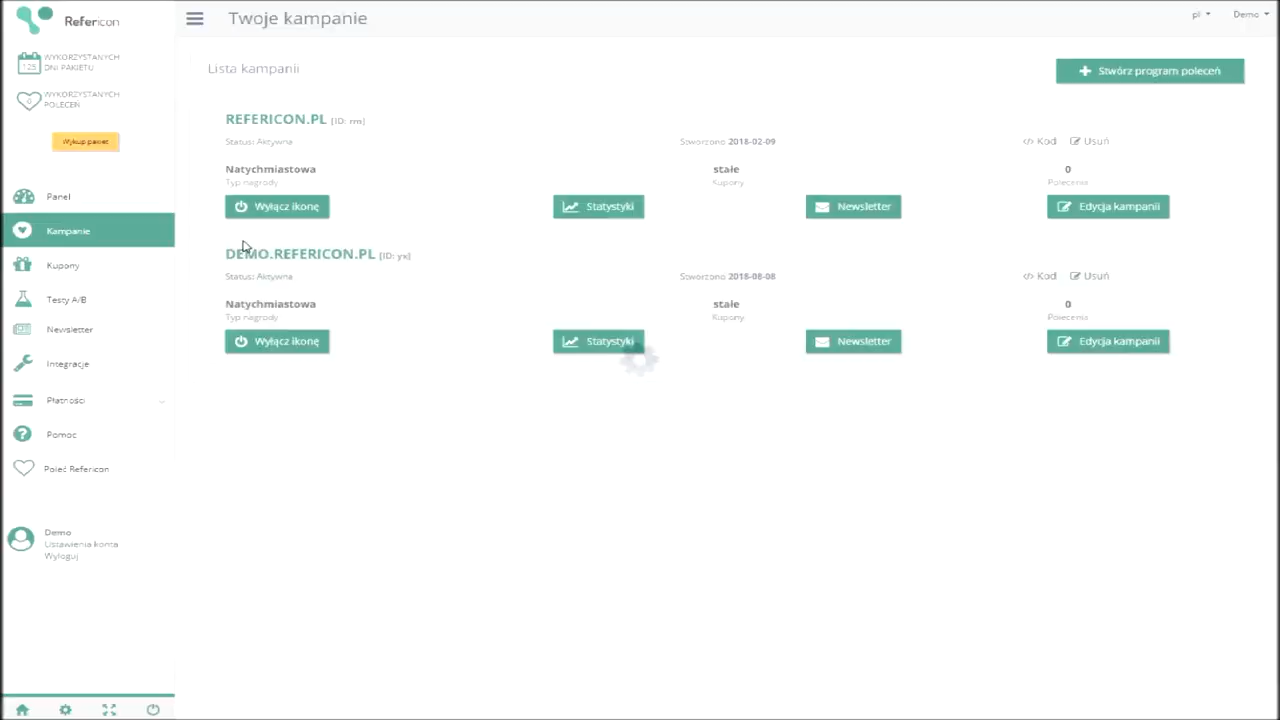 Refericon
Twoje kampanie
pl
Demo
125
WYKORZYSTANYCH
DNI PAKIETU
0
WYKORZYSTANYCH
POLECEŃ
Wykup pakiet
Panel
Kampanie
Kupony
Testy A/B
Newsletter
Integracje
Płatności
Pomoc
Poleć Refericon
Demo
Ustawienia konta
Wyloguj
Lista kampanii
Stwórz program poleceń
REFERICON.PL [ID: rm]
Status: Aktywna
Stworzono 2018-02-09
Kod
Usuń
Natychmiastowa
stałe
0
Typ nagrody
Kupony
Polecenia
Wyłącz ikonę
Statystyki
Newsletter
Edycja kampanii
DEMO.REFERICON.PL [ID: yx]
Status: Aktywna
Stworzono 2018-08-08
Kod
Usuń
Natychmiastowa
stałe
0
Typ nagrody
Kupony
Polecenia
Wyłącz ikonę
Statystyki
Newsletter
Edycja kampanii